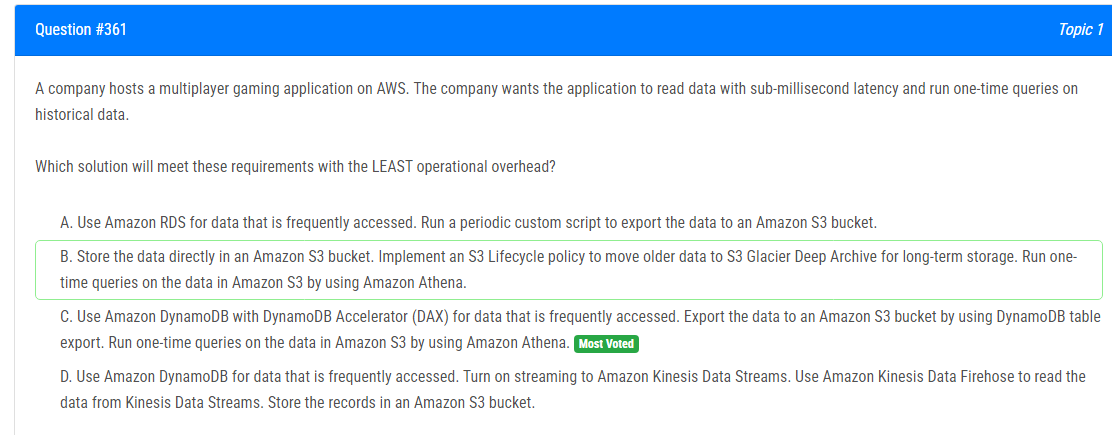 Question #361
Topic 1
A company hosts a multiplayer gaming application on AWS. The company wants the application to read data with sub-millisecond latency and run one-time queries on
historical data.
Which solution will meet these requirements with the LEAST operational overhead?
A. Use Amazon RDS for data that is frequently accessed. Run a periodic custom script to export the data to an Amazon S3 bucket.
B. Store the data directly in an Amazon S3 bucket. Implement an S3 Lifecycle policy to move older data to S3 Glacier Deep Archive for long-term storage. Run one-
time queries on the data in Amazon S3 by using Amazon Athena.
C. Use Amazon DynamoDB with DynamoDB Accelerator (DAX) for data that is frequently accessed. Export the data to an Amazon S3 bucket by using DynamoDB table
export. Run one-time queries on the data in Amazon S3 by using Amazon Athena. Most Voted
D. Use Amazon DynamoDB for data that is frequently accessed. Turn on streaming to Amazon Kinesis Data Streams. Use Amazon Kinesis Data Firehose to read the
data from Kinesis Data Streams. Store the records in an Amazon S3 bucket.